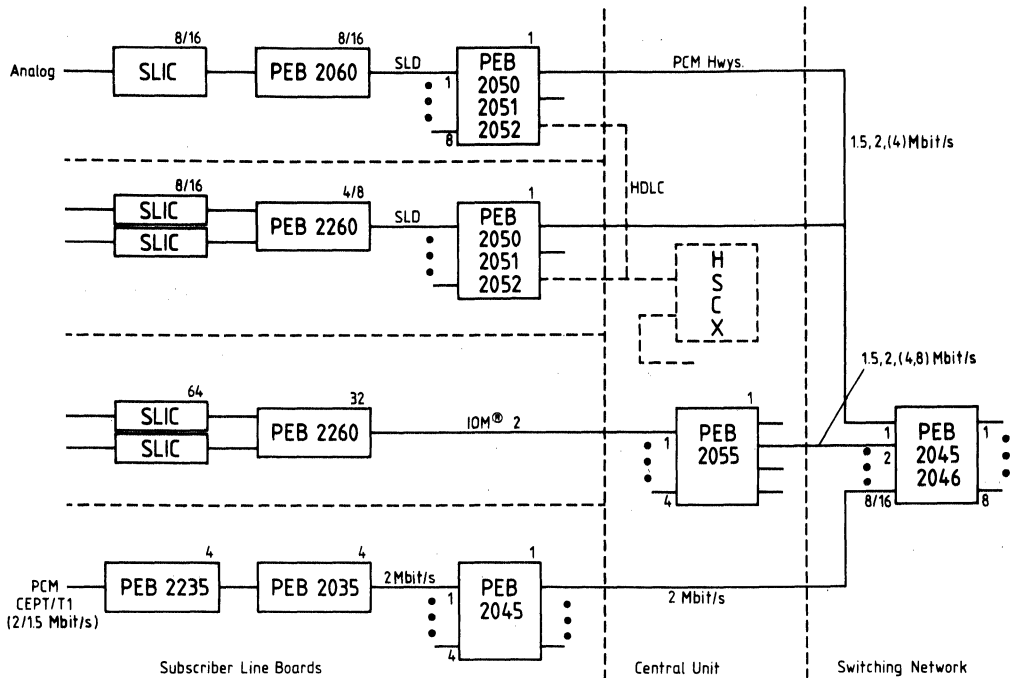 8/16
8/16
1
Analog
SLIC
PEB 2060
SLD
1
8
PEB
2050
2051
2052
PCM Hwys.
1.5, 2, (4) Mbit/s
HDLC
8/16
4/8
1
SLIC
SLIC
PEB 2260
SLD
PEB
2050
2051
2052
H
S
C
X
1.5, 2, (4,8) Mbit/s
64
32
1
SLIC
SLIC
PEB 2260
IOM® 2
1
4
PEB
2055
1
2
8/16
PEB
2045
2046
1
8
4
4
1
PCM
CEPT/T1
(2/1.5 Mbit/s)
PEB 2235
PEB 2035
2Mbit/s
1
4
PEB
2045
2 Mbit/s
Subscriber Line Boards
Central Unit
Switching Network